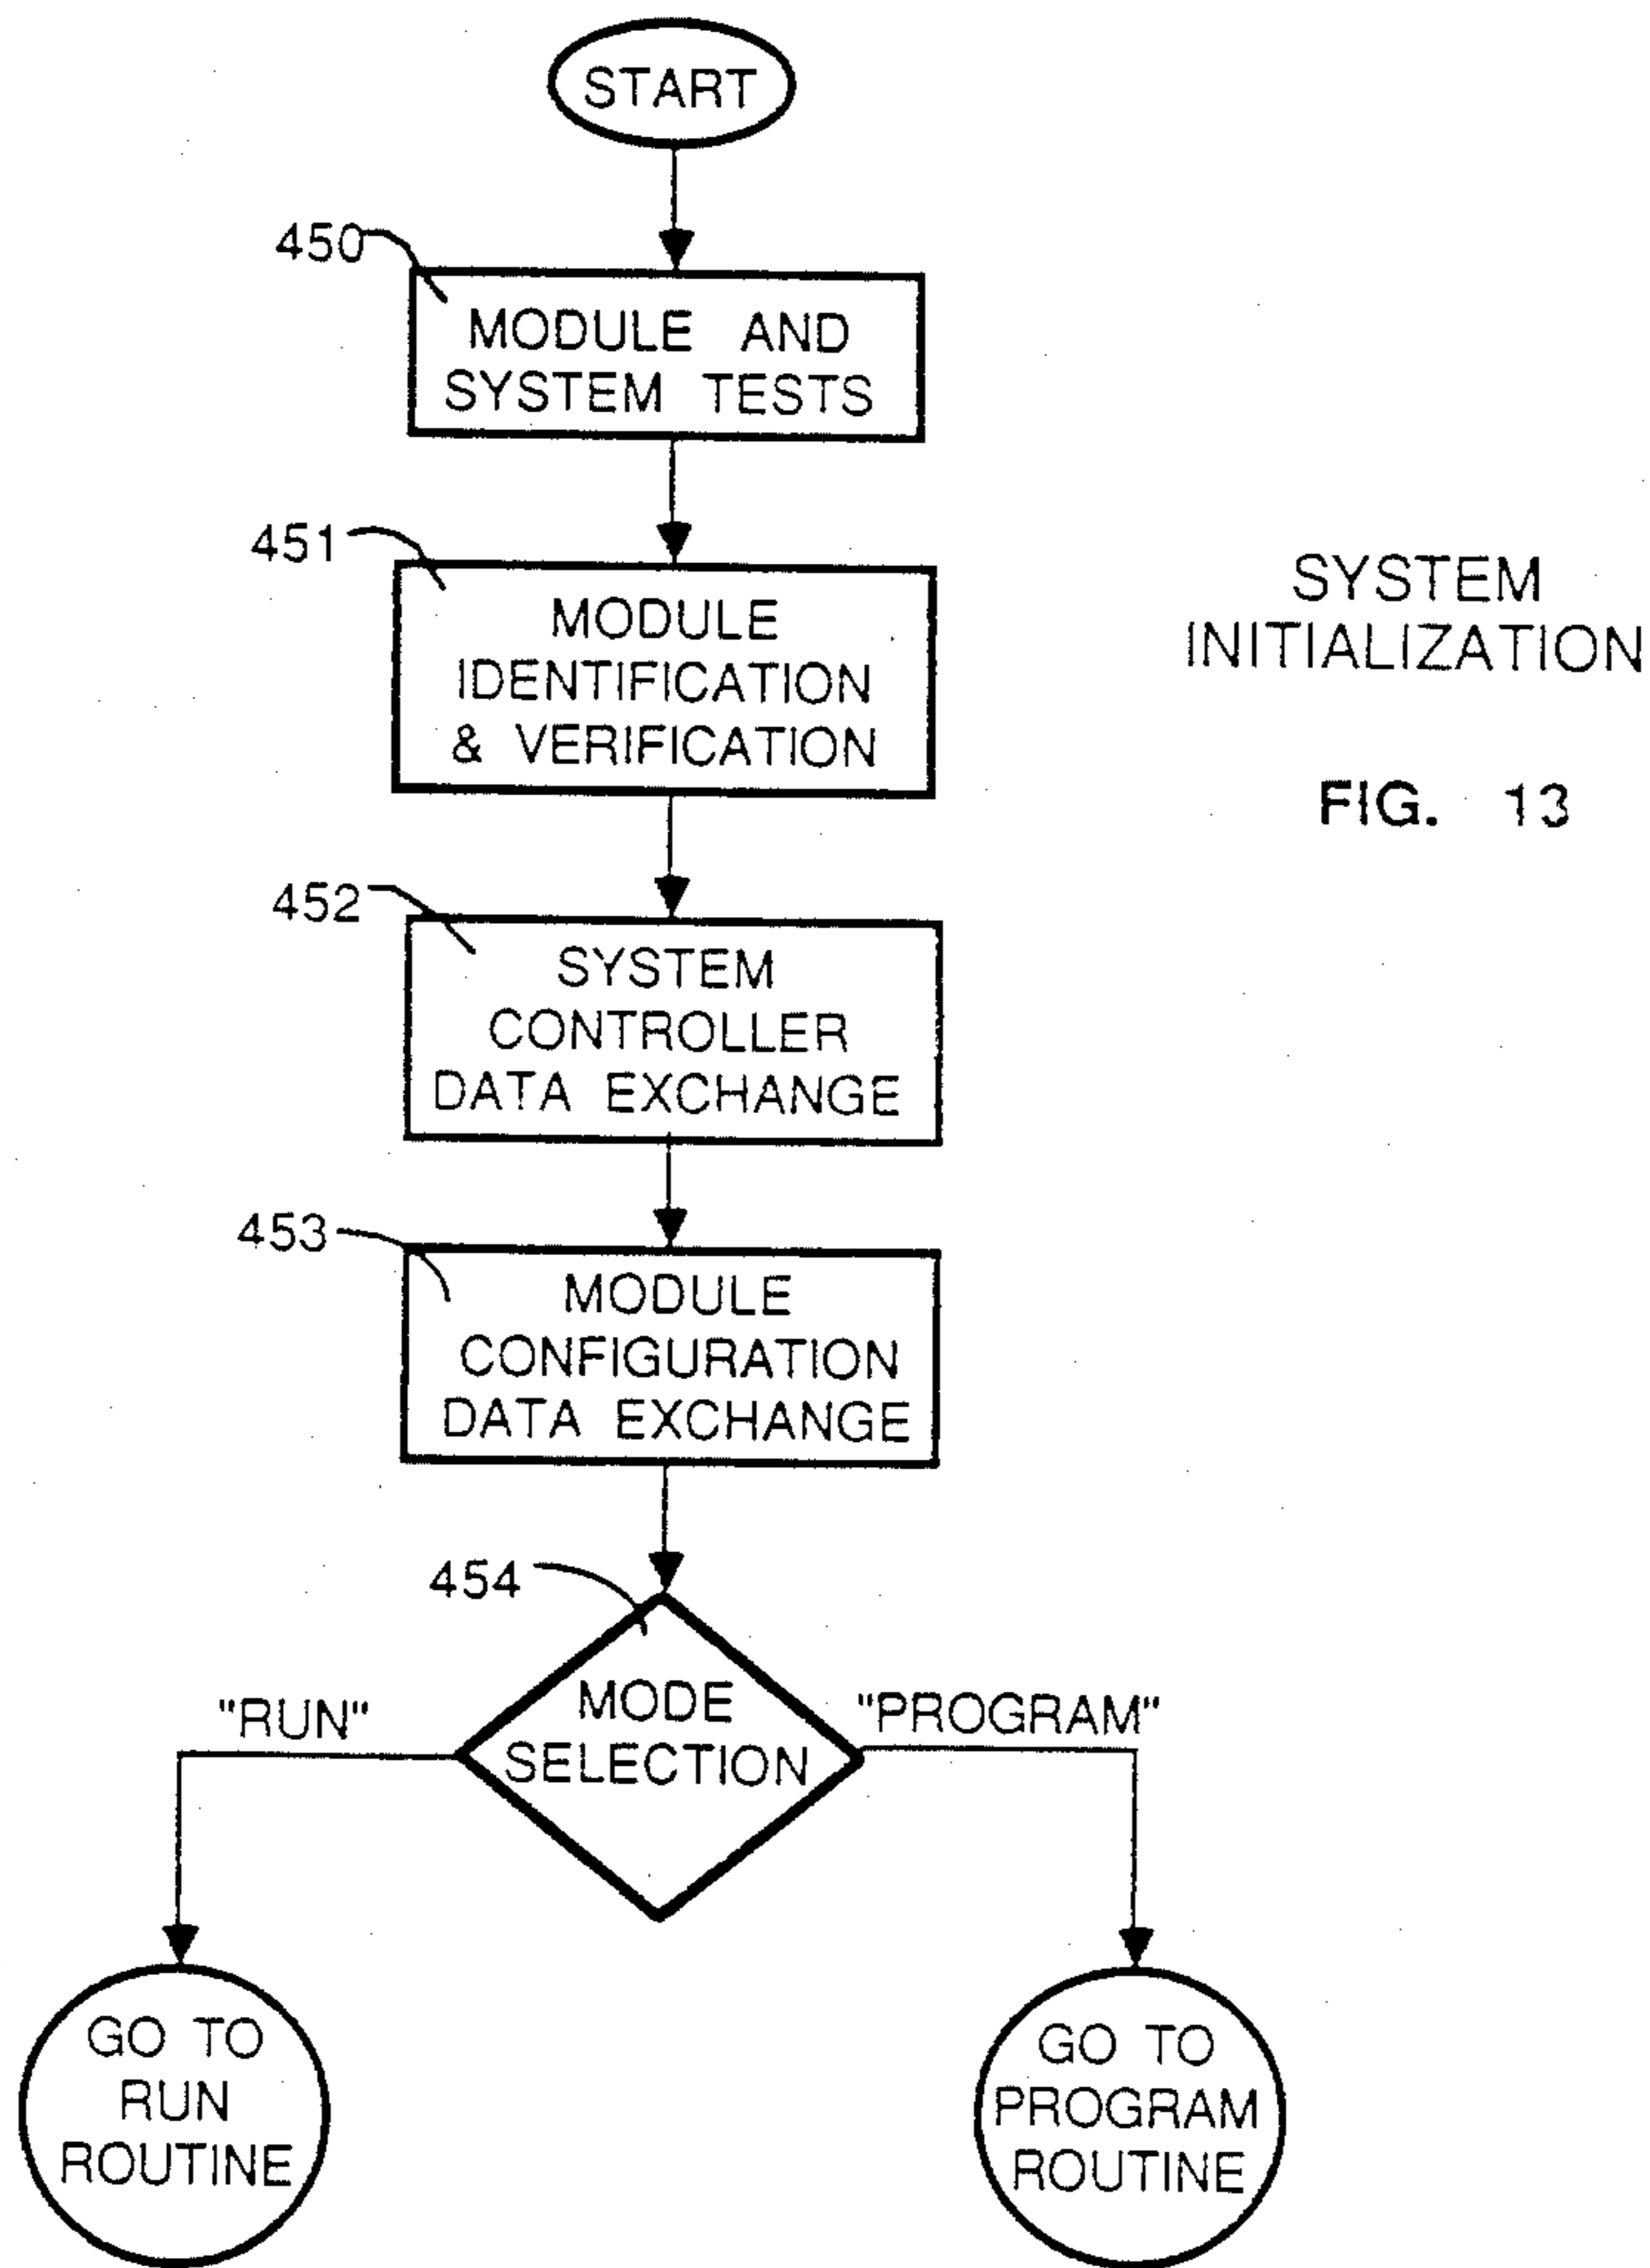 START
450
MODULE AND
SYSTEM TESTS
451
MODULE
IDENTIFICATION
& VERIFICATION
SYSTEM
INITIALIZATION
FIG. 13
452
SYSTEM
CONTROLLER
DATA EXCHANGE
453
MODULE
CONFIGURATION
DATA EXCHANGE
454
MODE
SELECTION
"RUN"
"PROGRAM"
GO TO
RUN
ROUTINE
GO TO
PROGRAM
ROUTINE